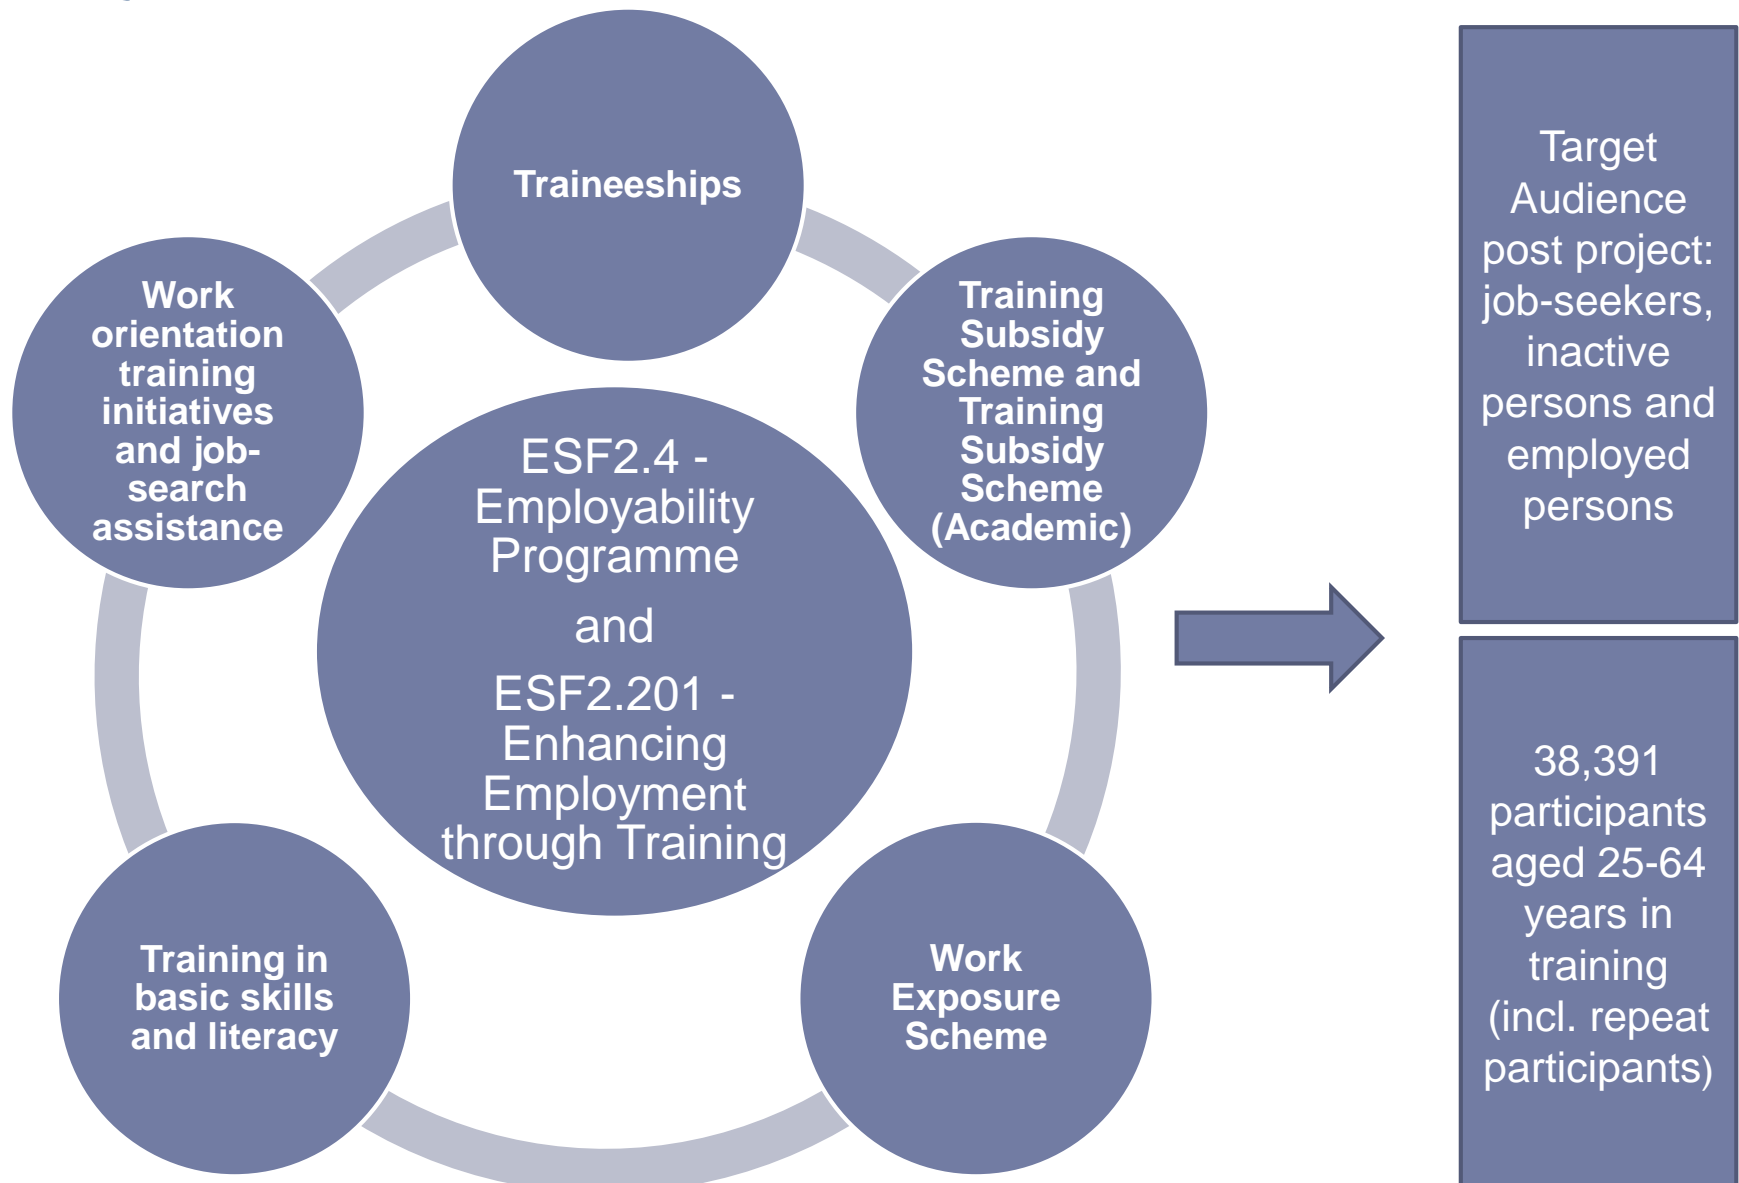 Traineeships
Training
Subsidy
Scheme and
Training
Subsidy
Scheme
(Academic)
Work
Exposure
Scheme
Training in
basic skills
and literacy
Work
orientation
training
initiatives
and job-
search
assistance
ESF2.4 -
Employability
Programme
and
ESF2.201 -
Enhancing
Employment
through Training
Target
Audience
post project:
job-seekers,
inactive
persons and
employed
persons
38,391
participants
aged 25-64
years in
training
(incl. repeat
participants)